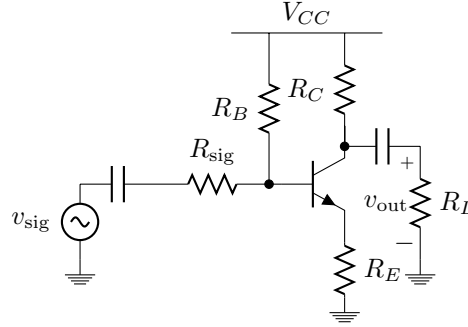 V_CC
R_C
R_B
R_sig
v_sig
+
v_out
R_L
−
R_E